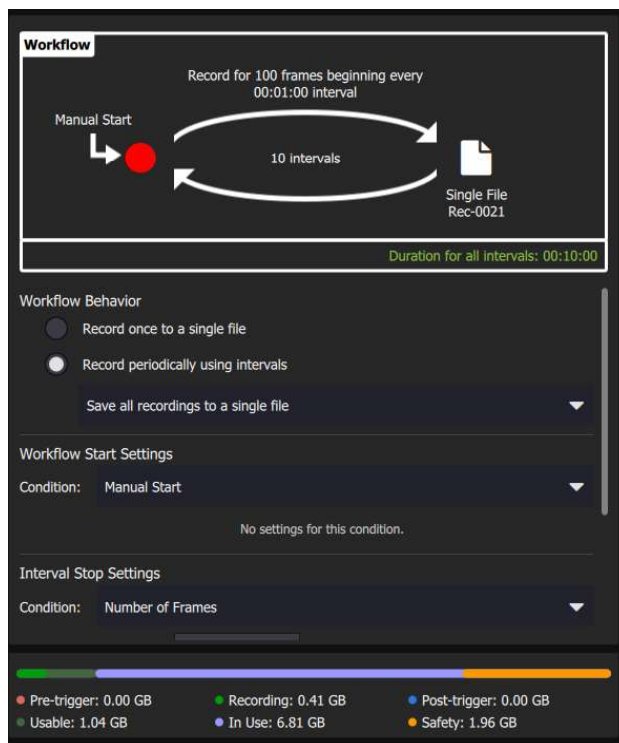 Workflow
Record for 100 frames beginning every
00:01:00 interval
Manual Start
10 intervals
Single File
Rec-0021
Duration for all intervals: 00:10:00
Workflow Behavior
Record once to a single file
Record periodically using intervals
Save all recordings to a single file
Workflow Start Settings
Condition: Manual Start
No settings for this condition.
Interval Stop Settings
Condition: Number of Frames
Pre-trigger: 0.00 GB Recording: 0.41 GB Post-trigger: 0.00 GB
Usable: 1.04 GB In Use: 6.81 GB Safety: 1.96 GB